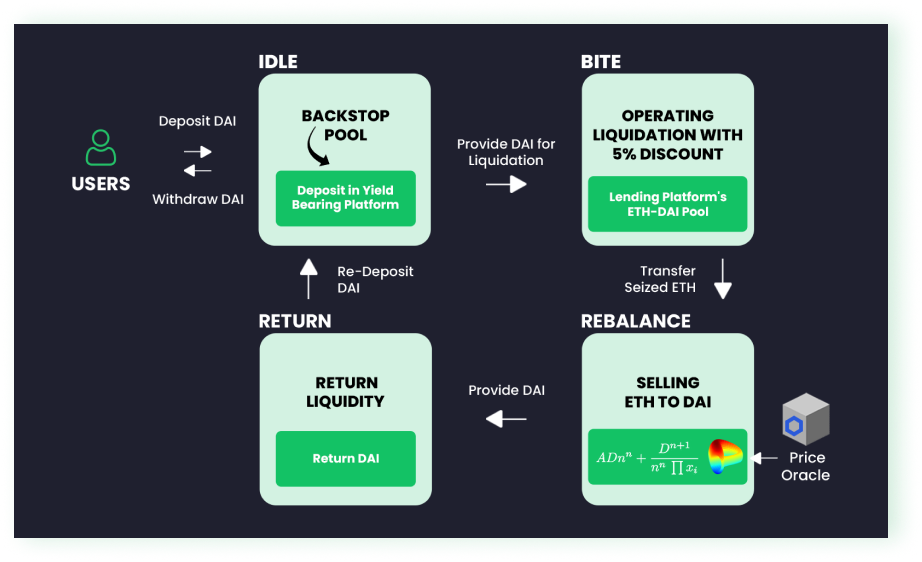 IDLE
BITE
BACKSTOP
POOL
Deposit in Yield
Bearing Platform
OPERATING
LIQUIDATION WITH
5% DISCOUNT
Lending Platform's
ETH-DAI Pool
Deposit DAI
USERS
Withdraw DAI
Provide DAI for
Liquidation
Re-Deposit
DAI
Transfer
Seized ETH
RETURN
REBALANCE
RETURN
LIQUIDITY
Return DAI
Provide DAI
SELLING
ETH TO DAI
ADn^n + D^{n+1} / n^n ∏ x_i
Price
Oracle